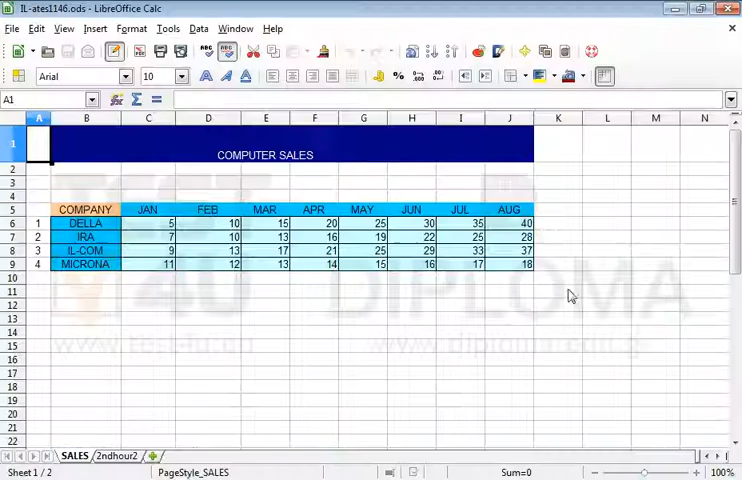 IL-ates1146.ods - LibreOffice Calc
File Edit View Insert Format Tools Data Window Help
Arial 10
A1
A B C D E F G H I J K L M N
1 COMPUTER SALES
2
3
4
5 COMPANY JAN FEB MAR APR MAY JUN JUL AUG
6 1 DELLA 5 10 15 20 25 30 35 40
7 2 IRA 7 10 13 16 19 22 25 28
8 3 IL-COM 9 13 17 21 25 29 33 37
9 4 MICRONA 11 12 13 14 15 16 17 18
10
11
12
13
14
15
16
17
18
19
20
21
22
TEST
4U DIPLOMA
SALES 2ndhour2
Sheet 1 / 2 PageStyle_SALES Sum=0 100%